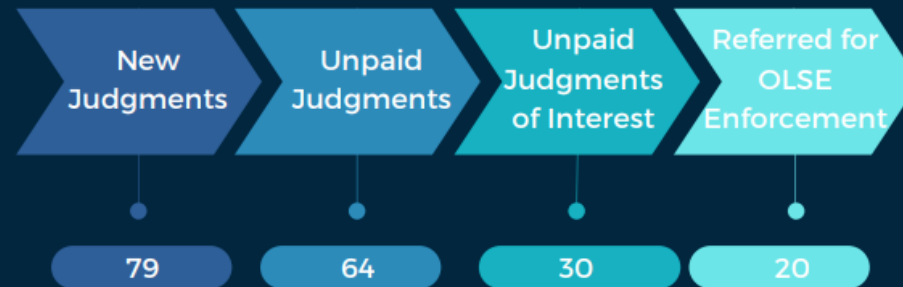 New
Judgments
Unpaid
Judgments
Unpaid
Judgments
of Interest
Referred for
OLSE
Enforcement
79
64
30
20